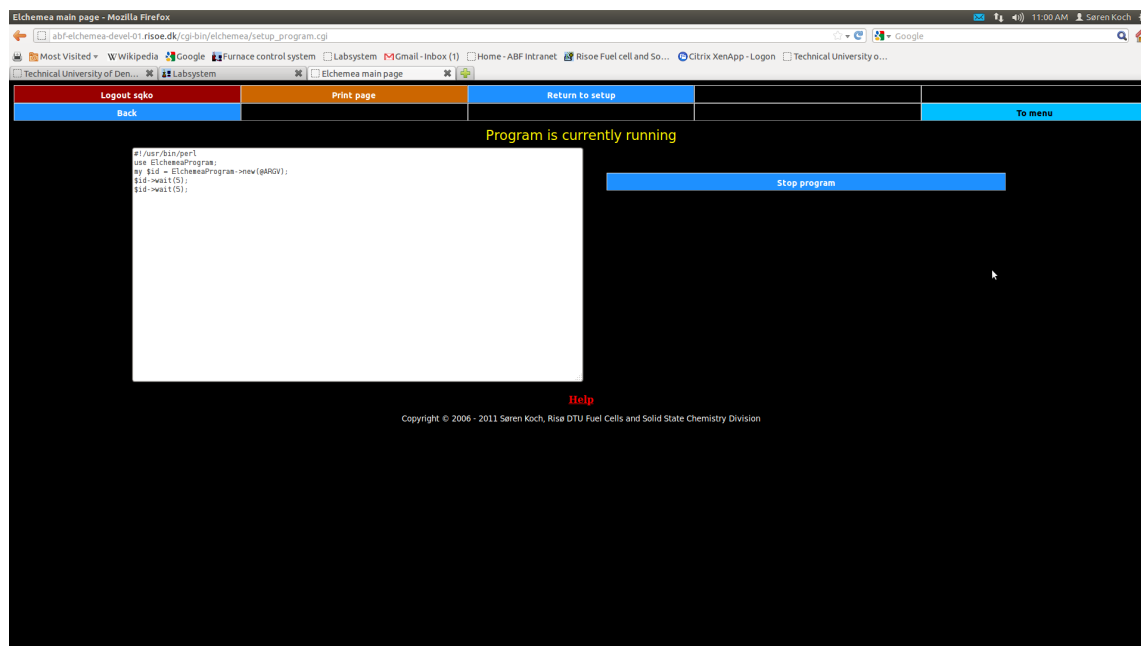 Elchemea main page - Mozilla Firefox
11:00 AM Søren Koch
abf-elchemea-devel-01.risoe.dk/cgi-bin/elchemea/setup_program.cgi
Google
Most Visited Wikipedia Google Furnace control system Labsystem Gmail - Inbox (1) Home - ABF Intranet Risoe Fuel cell and So... Citrix XenApp - Logon Technical University o...
Technical University of Den... Labsystem Elchemea main page
Logout sqko Print page Return to setup
Back To menu
Program is currently running
#!/usr/bin/perl
use ElchemeaProgram;
my $id = ElchemeaProgram->new(@ARGV);
$id->wait(5);
$id->wait(5);
Stop program
Help
Copyright © 2006 - 2011 Søren Koch, Risø DTU Fuel Cells and Solid State Chemistry Division